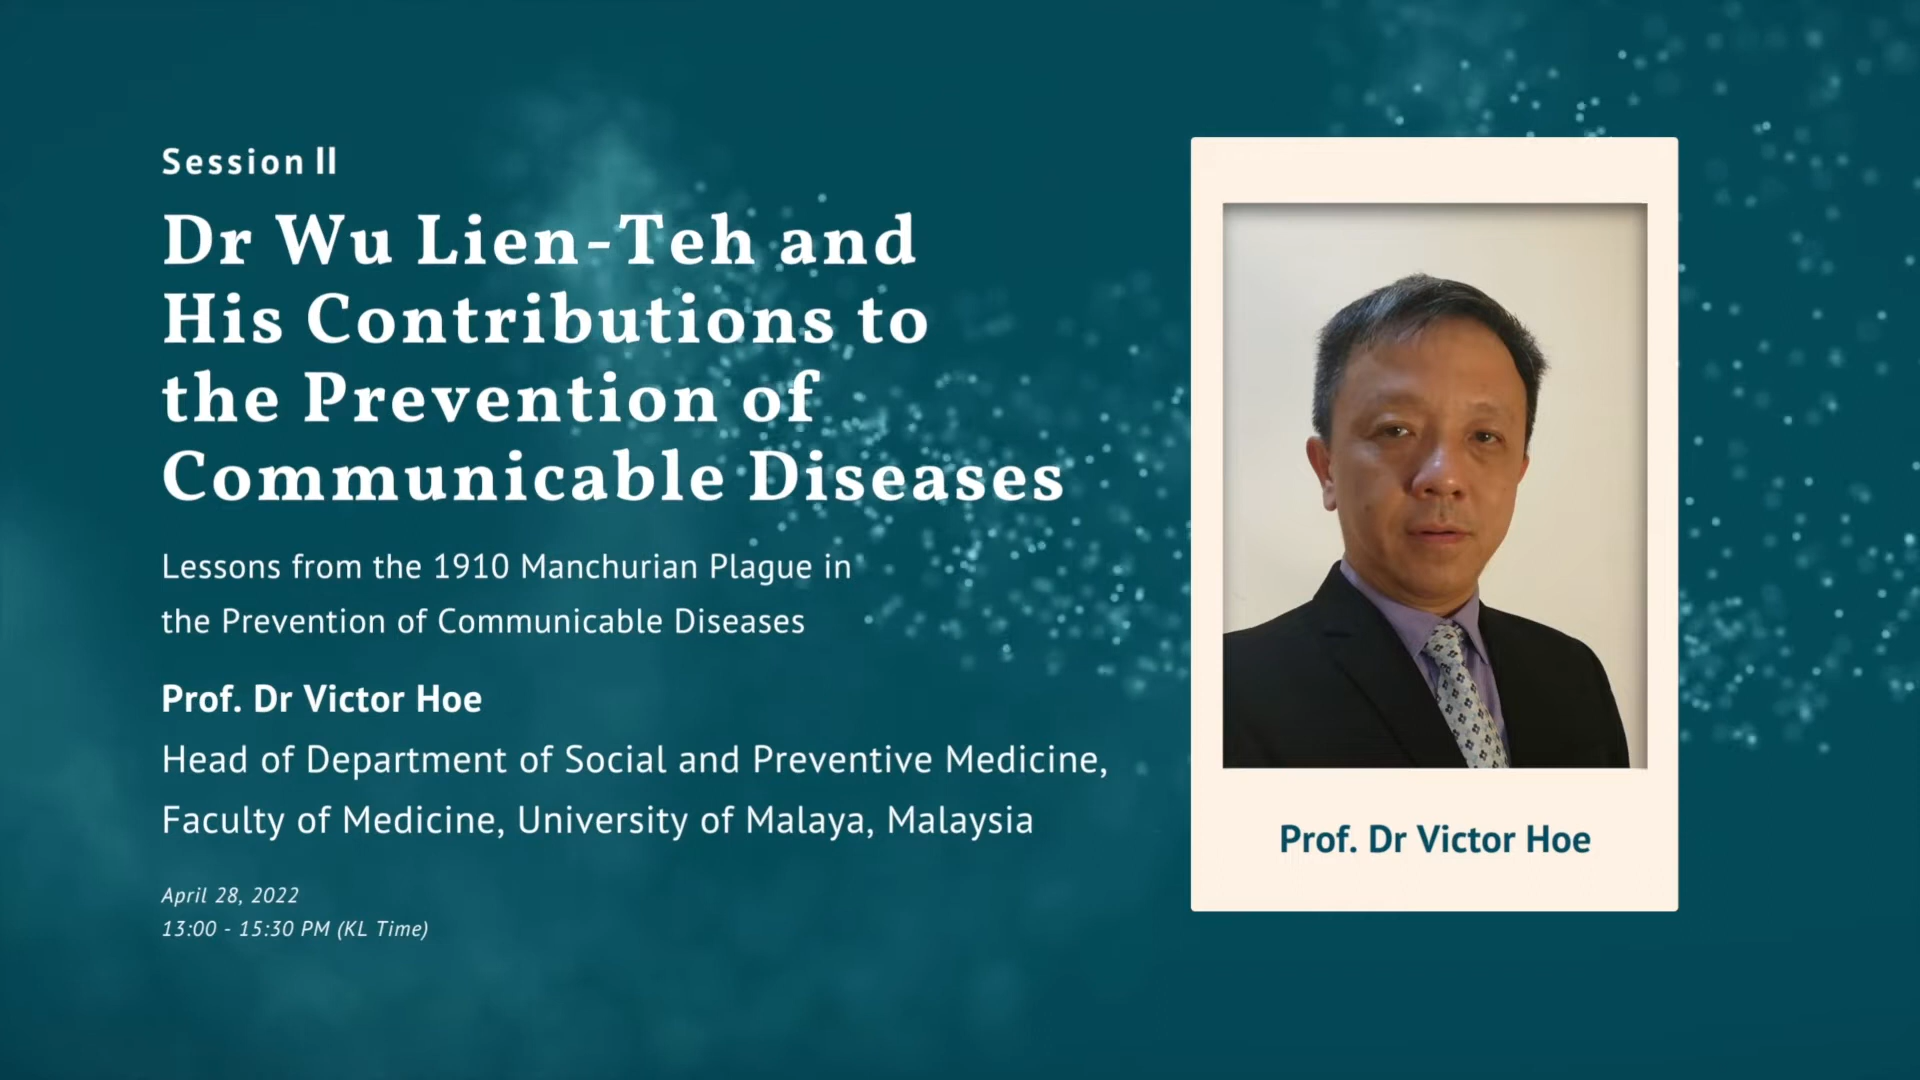 Session II
Dr Wu Lien-Teh and
His Contributions to
the Prevention of
Communicable Diseases
Lessons from the 1910 Manchurian Plague in
the Prevention of Communicable Diseases
Prof. Dr Victor Hoe
Head of Department of Social and Preventive Medicine,
Faculty of Medicine, University of Malaya, Malaysia
April 28, 2022
13:00 - 15:30 PM (KL Time)
Prof. Dr Victor Hoe